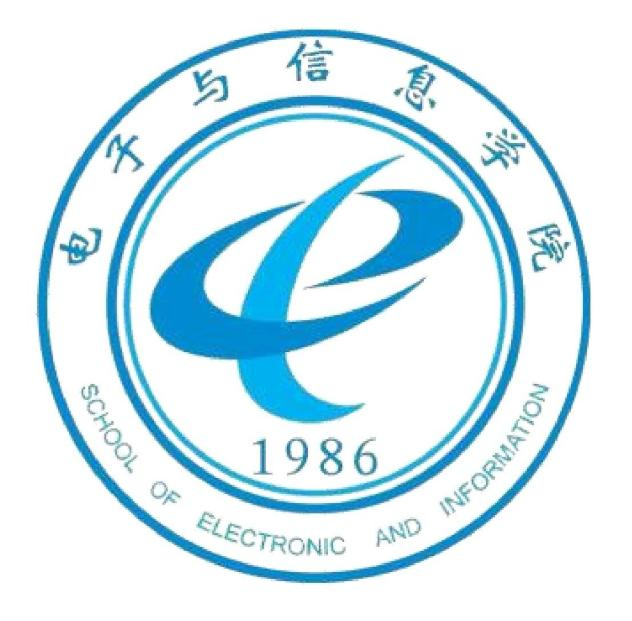 电子与信息学院
1986
SCHOOL OF ELECTRONIC AND INFORMATION